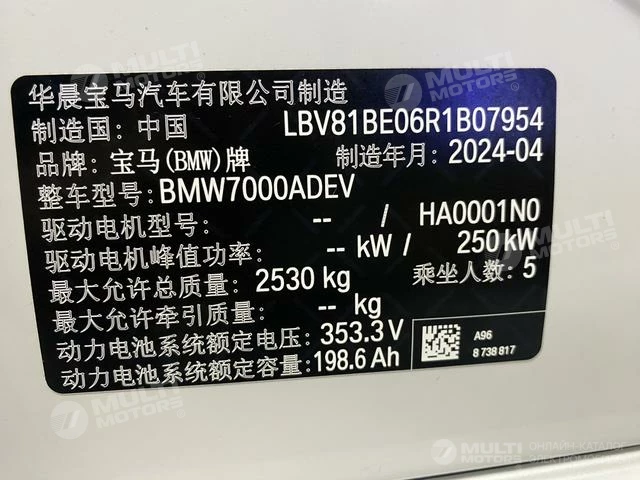 华晨宝马汽车有限公司制造
制造国：中国 LBV81BE06R1B07954
品牌：宝马(BMW)牌 制造年月：2024-04
整车型号：BMW7000ADEV
驱动电机型号： -- / HA0001N0
驱动电机峰值功率： -- kW / 250 kW
最大允许总质量：2530 kg 乘坐人数：5
最大允许牵引质量： -- kg
动力电池系统额定电压：353.3 V
动力电池系统额定容量：198.6 Ah
A96
8 738 817
MULTI MOTORS
ОНЛАЙН-КАТАЛОГ